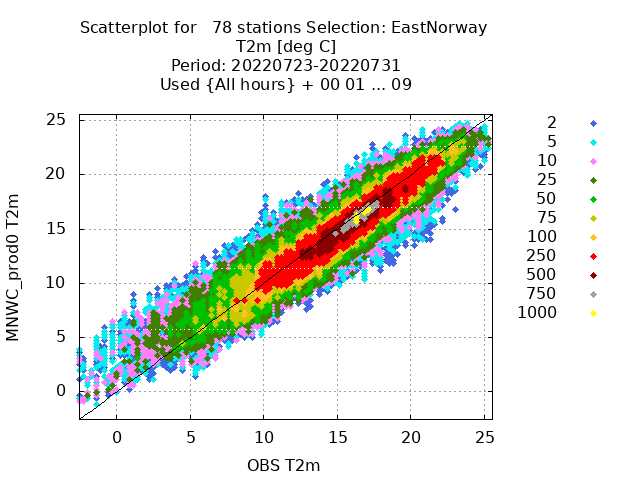 Scatterplot for   78 stations Selection: EastNorway
T2m [deg C]
Period: 20220723-20220731
Used {All hours} + 00 01 ... 09
MNWC_prod0 T2m
25
20
15
10
5
0
0 5 10 15 20 25
OBS T2m
2
5
10
25
50
75
100
250
500
750
1000